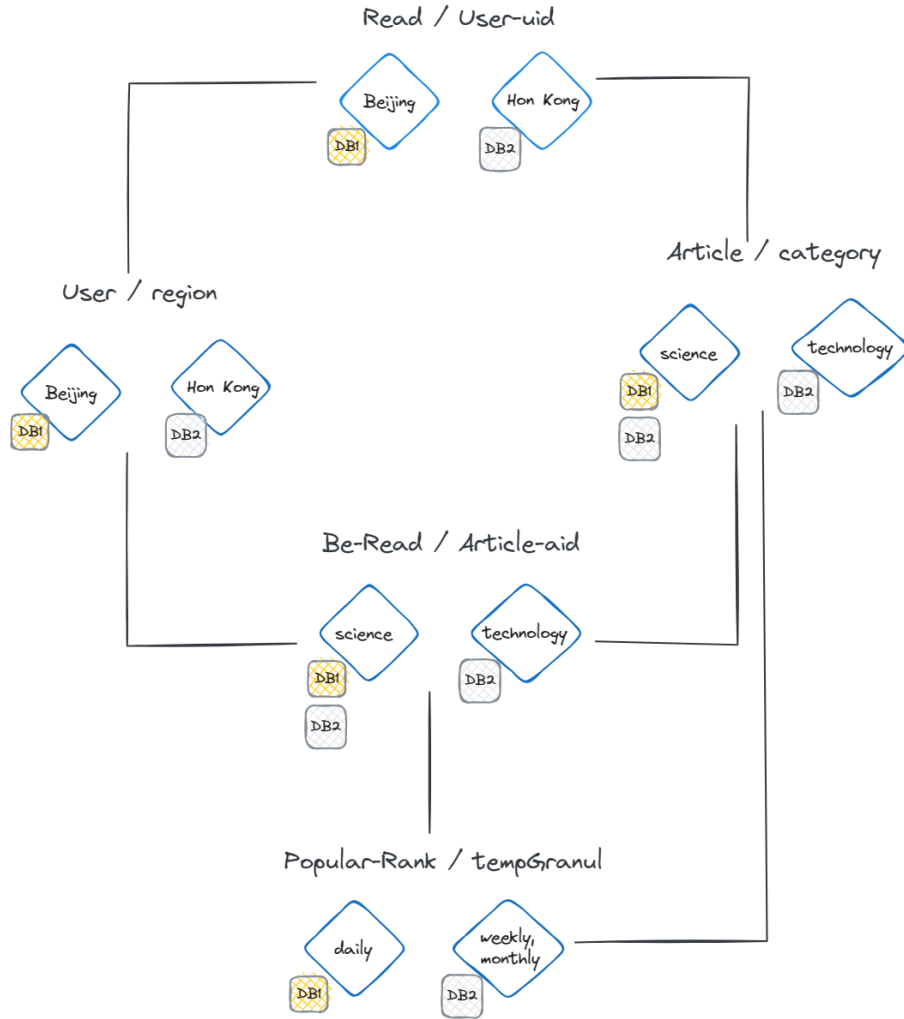 Read / User-uid
Beijing
Hon Kong
DB1
DB2
Article / category
User / region
science
technology
Beijing
Hon Kong
DB1
DB2
DB1
DB2
DB2
Be-Read / Article-aid
science
technology
DB1
DB2
DB2
Popular-Rank / tempGranul
daily
weekly,
monthly
DB1
DB2